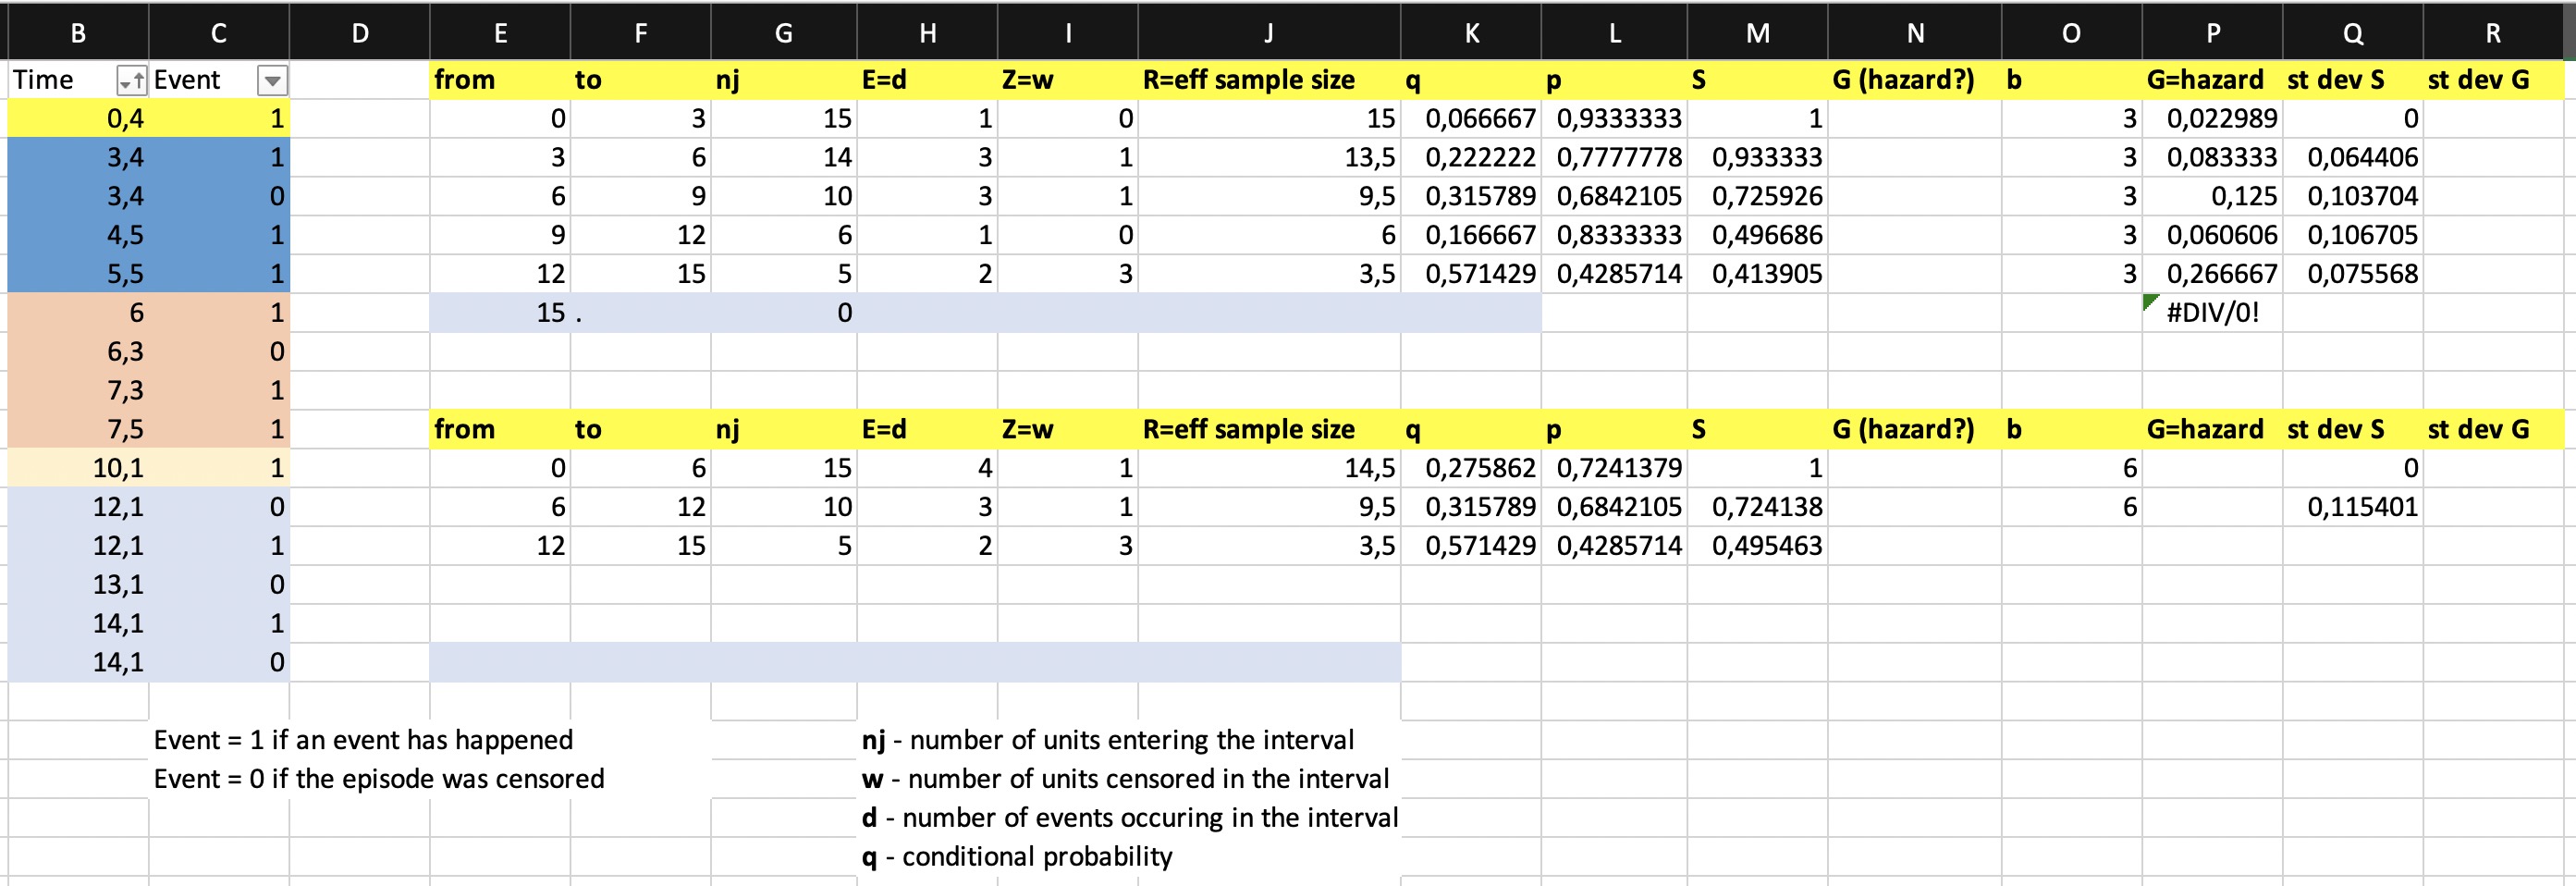 B C D E F G H I J K L M N O P Q R
Time Event from to nj E=d Z=w R=eff sample size q p S G (hazard?) b G=hazard st dev S st dev G
0,4 1 0 3 15 1 0 15 0,066667 0,9333333 1 3 0,022989 0
3,4 1 3 6 14 3 1 13,5 0,222222 0,7777778 0,933333 3 0,083333 0,064406
3,4 0 6 9 10 3 1 9,5 0,315789 0,6842105 0,725926 3 0,125 0,103704
4,5 1 9 12 6 1 0 6 0,166667 0,8333333 0,496686 3 0,060606 0,106705
5,5 1 12 15 5 2 3 3,5 0,571429 0,4285714 0,413905 3 0,266667 0,075568
6 1 15 . 0 #DIV/0!
6,3 0
7,3 1
7,5 1 from to nj E=d Z=w R=eff sample size q p S G (hazard?) b G=hazard st dev S st dev G
10,1 1 0 6 15 4 1 14,5 0,275862 0,7241379 1 6 0
12,1 0 6 12 10 3 1 9,5 0,315789 0,6842105 0,724138 6 0,115401
12,1 1 12 15 5 2 3 3,5 0,571429 0,4285714 0,495463
13,1 0
14,1 1
14,1 0
Event = 1 if an event has happened nj - number of units entering the interval
Event = 0 if the episode was censored w - number of units censored in the interval
d - number of events occuring in the interval
q - conditional probability